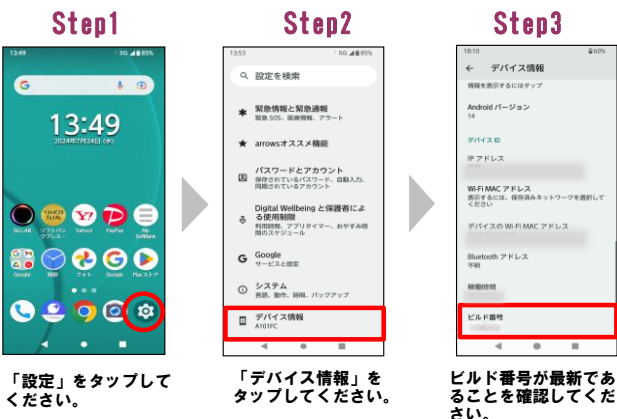 Step1
Step2
Step3
13:49
5G 85%
13:49
2024年7月24日 (水)
5G LAB
ソフトバン
クプレミ…
Yahoo!
PayPay
My
SoftBank
Google
時計
フォト
Google
Play ストア
「設定」をタップして
ください。
13:53
5G 85%
設定を検索
緊急情報と緊急通報
緊急 SOS、医療情報、アラート
arrowsオススメ機能
パスワードとアカウント
保存されているパスワード、自動入力、
同期されているアカウント
Digital Wellbeing と保護者によ
る使用制限
利用時間、アプリタイマー、おやすみ時
間のスケジュール
Google
サービスと設定
システム
言語、動作、時間、バックアップ
デバイス情報
A101FC
「デバイス情報」を
タップしてください。
18:10
60%
デバイス情報
情報を表示するにはタップ
Android バージョン
14
デバイス ID
IP アドレス
Wi-Fi MAC アドレス
表示するには、保存済みネットワークを選択して
ください
デバイスの Wi-Fi MAC アドレス
Bluetooth アドレス
不明
稼働時間
ビルド番号
ビルド番号が最新であ
ることを確認してくだ
さい。